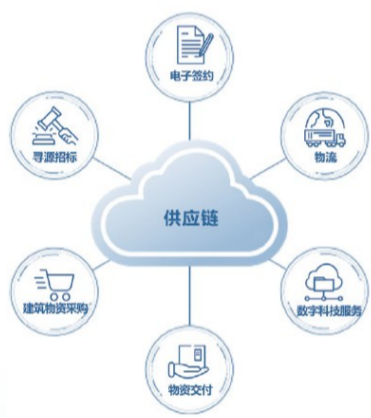 电子签约
寻源招标
物流
供应链
建筑物资采购
数字科技服务
物资交付